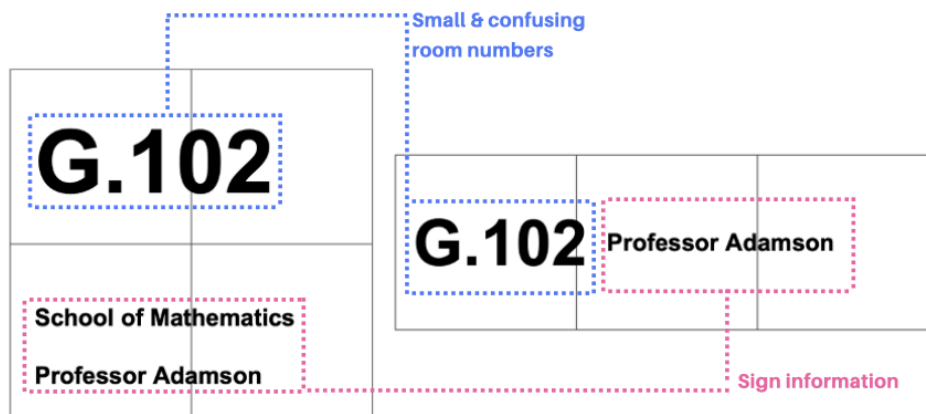 Small & confusing
room numbers
G.102
School of Mathematics
Professor Adamson
G.102
Professor Adamson
Sign information